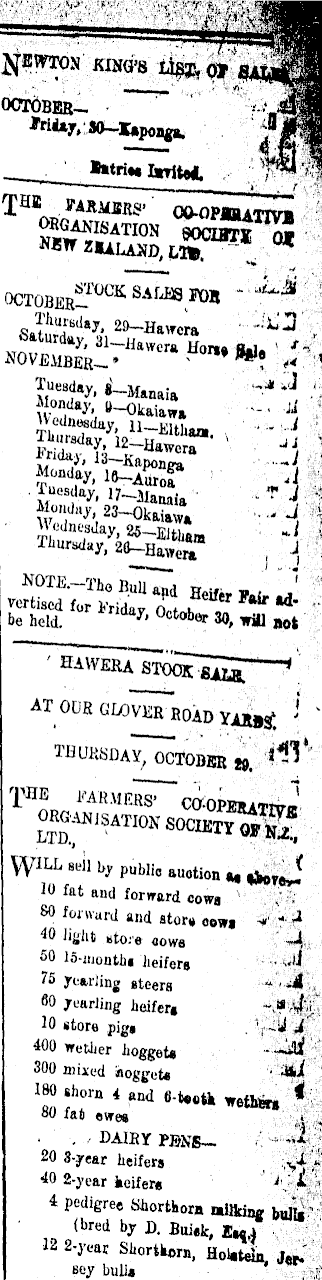 NEWTON KING'S LIST OF SALES
OCTOBER—
Friday, 30—Kaponga.
Entries Invited.
THE FARMERS' CO-OPERATIVE
ORGANISATION SOCIETY OF
NEW ZEALAND, LTD.
STOCK SALES FOR
OCTOBER—
Thursday, 29—Hawera
Saturday, 31—Hawera Horse Sale
NOVEMBER—
Tuesday, —Manaia
Monday, 9—Okaiawa
Wednesday, 11—Eltham.
Thursday, 12—Hawera
Friday, 13—Kaponga
Monday, 16—Auroa
Tuesday, 17—Manaia
Monday, 23—Okaiawa
Wednesday, 25—Eltham
Thursday, 26—Hawera
NOTE.—The Bull and Heifer Fair ad-
vertised for Friday, October 30, will not
be held.
HAWERA STOCK SALE.
AT OUR GLOVER ROAD YARDS.
THURSDAY, OCTOBER 29.
THE FARMERS' CO-OPERATIVE
ORGANISATION SOCIETY OF N.Z.,
LTD.,
WILL sell by public auction as above—
10 fat and forward cows
80 forward and store cows
40 light store cows
50 15-months heifers
75 yearling steers
60 yearling heifers
10 store pigs
400 wether hoggets
300 mixed hoggets
180 shorn 4 and 6-tooth wethers
80 fat ewes
DAIRY PENS—
20 3-year heifers
40 2-year heifers
4 pedigree Shorthorn milking bulls
(bred by D. Buick, Esq.)
12 2-year Shorthorn, Holstein, Jer-
sey bulls